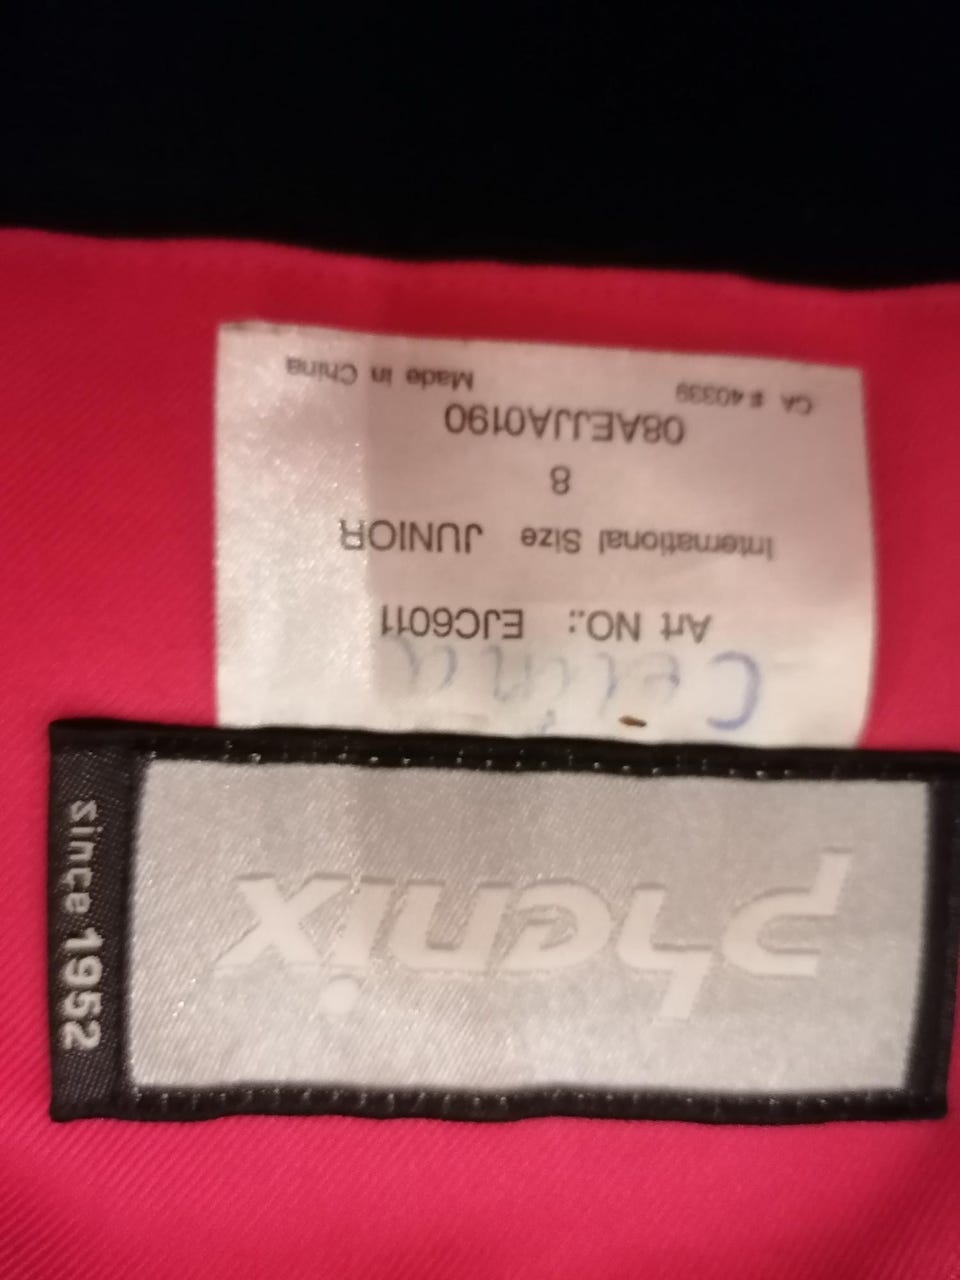 phenix
since 1952
Art NO.: EJC6011
International Size JUNIOR
8
08AEJJA0190
CA # 40339 Made in China